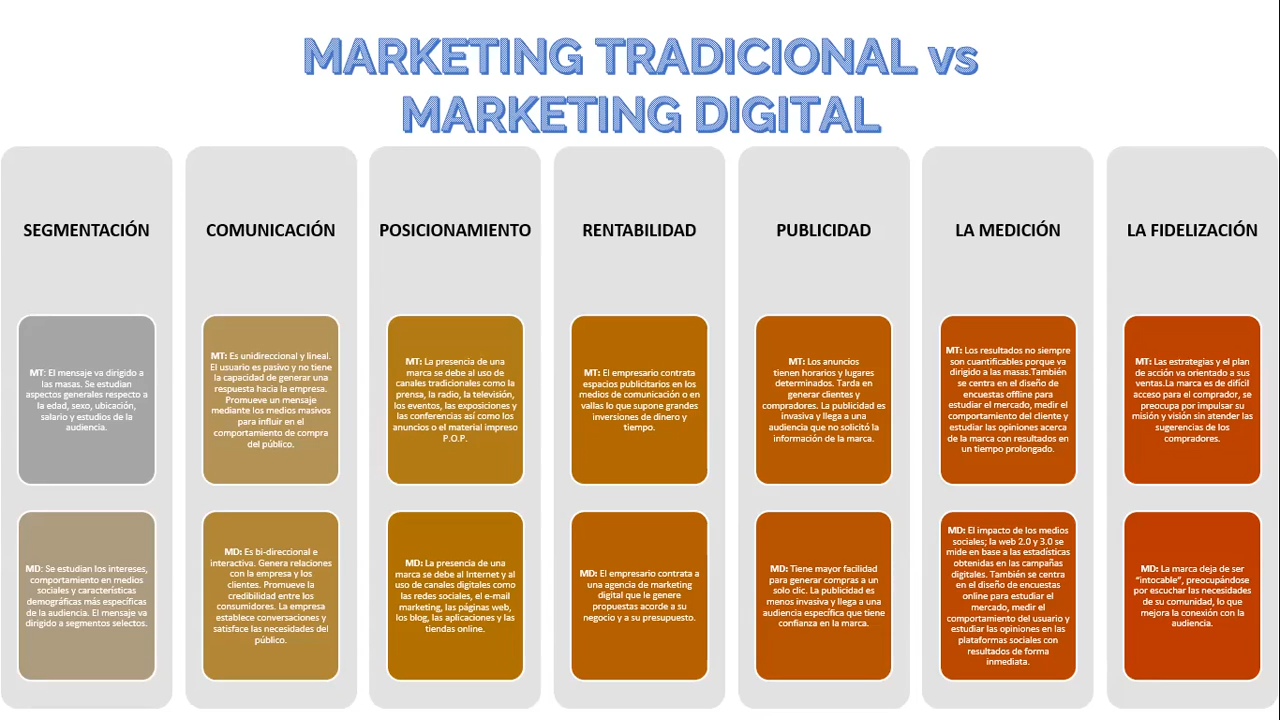 MARKETING TRADICIONAL vs
MARKETING DIGITAL
SEGMENTACIÓN
MT: El mensaje va dirigido a
las masas. Se estudian
aspectos generales respecto a
la edad, sexo, ubicación,
salario y estudios de la
audiencia.
MD: Se estudian los intereses,
comportamiento en medios
sociales y características
demográficas más específicas
de la audiencia. El mensaje va
dirigido a segmentos selectos.
COMUNICACIÓN
MT: Es unidireccional y lineal.
El usuario es pasivo y no tiene
la capacidad de generar una
respuesta hacia la empresa.
Promueve un mensaje
mediante los medios masivos
para influir en el
comportamiento de compra
del público.
MD: Es bi-direccional e
interactiva. Genera relaciones
con la empresa y los
clientes. Promueve la
credibilidad entre los
consumidores. La empresa
establece conversaciones y
satisface las necesidades del
público.
POSICIONAMIENTO
MT: La presencia de una
marca se debe al uso de
canales tradicionales como la
prensa, la radio, la televisión,
los eventos, las exposiciones y
las conferencias así como los
anuncios o el material impreso
P.O.P.
MD: La presencia de una
marca se debe al Internet y al
uso de canales digitales como
las redes sociales, el e-mail
marketing, las páginas web,
los blog, las aplicaciones y las
tiendas online.
RENTABILIDAD
MT: El empresario contrata
espacios publicitarios en los
medios de comunicación o en
vallas lo que supone grandes
inversiones de dinero y
tiempo.
MD: El empresario contrata a
una agencia de marketing
digital que le genere
propuestas acorde a su
negocio y a su presupuesto.
PUBLICIDAD
MT: Los anuncios
tienen horarios y lugares
determinados. Tarda en
generar clientes y
compradores. La publicidad es
invasiva y llega a una
audiencia que no solicitó la
información de la marca.
MD: Tiene mayor facilidad
para generar compras a un
solo clic. La publicidad es
menos invasiva y llega a una
audiencia específica que tiene
confianza en la marca.
LA MEDICIÓN
MT: Los resultados no siempre
son cuantificables porque va
dirigido a las masas.También
se centra en el diseño de
encuestas offline para
estudiar el mercado, medir el
comportamiento del cliente y
estudiar las opiniones acerca
de la marca con resultados en
un tiempo prolongado.
MD: El impacto de los medios
sociales; la web 2.0 y 3.0 se
mide en base a las estadísticas
obtenidas en las campañas
digitales. También se centra
en el diseño de encuestas
online para estudiar el
mercado, medir el
comportamiento del usuario y
estudiar las opiniones en las
plataformas sociales con
resultados de forma
inmediata.
LA FIDELIZACIÓN
MT: Las estrategias y el plan
de acción va orientado a sus
ventas.La marca es de difícil
acceso para el comprador, se
preocupa por impulsar su
misión y visión sin atender las
sugerencias de los
compradores.
MD: La marca deja de ser
“intocable”, preocupándose
por escuchar las necesidades
de su comunidad, lo que
mejora la conexión con la
audiencia.